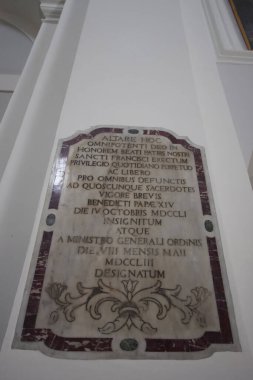 ALTARE HOC
OMNIPOTENTI DEO IN
HONOREM BEATI PATRIS NOSTRI
SANCTI FRANCISCI ERECTUM
PRIVILEGIO QUOTIDIANO PERPETUO
AC LIBERO
PRO OMNIBUS DEFUNCTIS
AD QUOSCUNQUE SACERDOTES
VIGORE BREVIS
BENEDICTI PAPÆ XIV
DIE IV OCTOBRIS MDCCLI
INSIGNITUM
ATQUE
A MINISTRO GENERALI ORDINIS
DIE VIII MENSIS MAII
MDCCLIII
DESIGNATUM